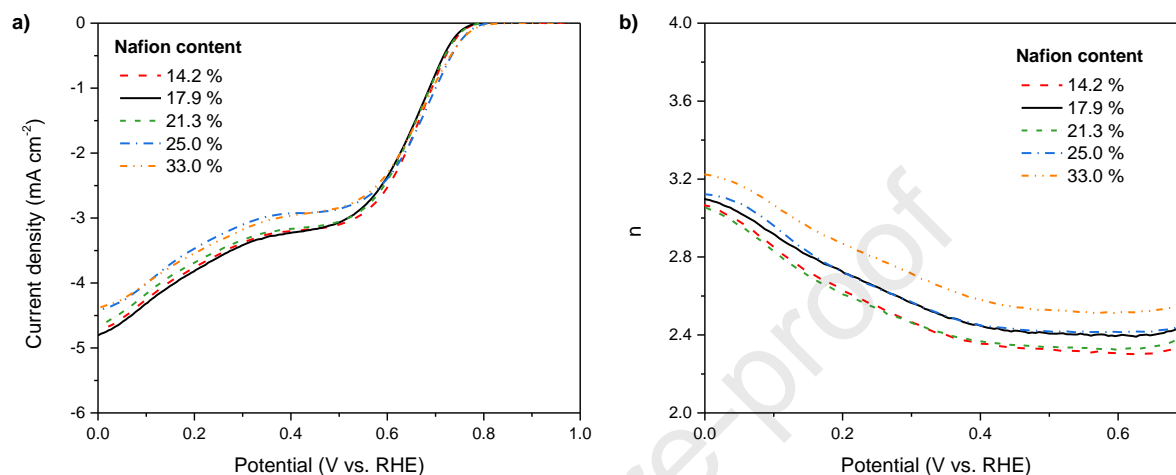 a)
Nafion content
14.2 %
17.9 %
21.3 %
25.0 %
33.0 %
0
-1
-2
-3
-4
-5
-6
Current density (mA cm-2)
0.0 0.2 0.4 0.6 0.8 1.0
Potential (V vs. RHE)
b)
Nafion content
14.2 %
17.9 %
21.3 %
25.0 %
33.0 %
4.0
3.6
3.2
2.8
2.4
2.0
n
0.0 0.2 0.4 0.6
Potential (V vs. RHE)
re-proof